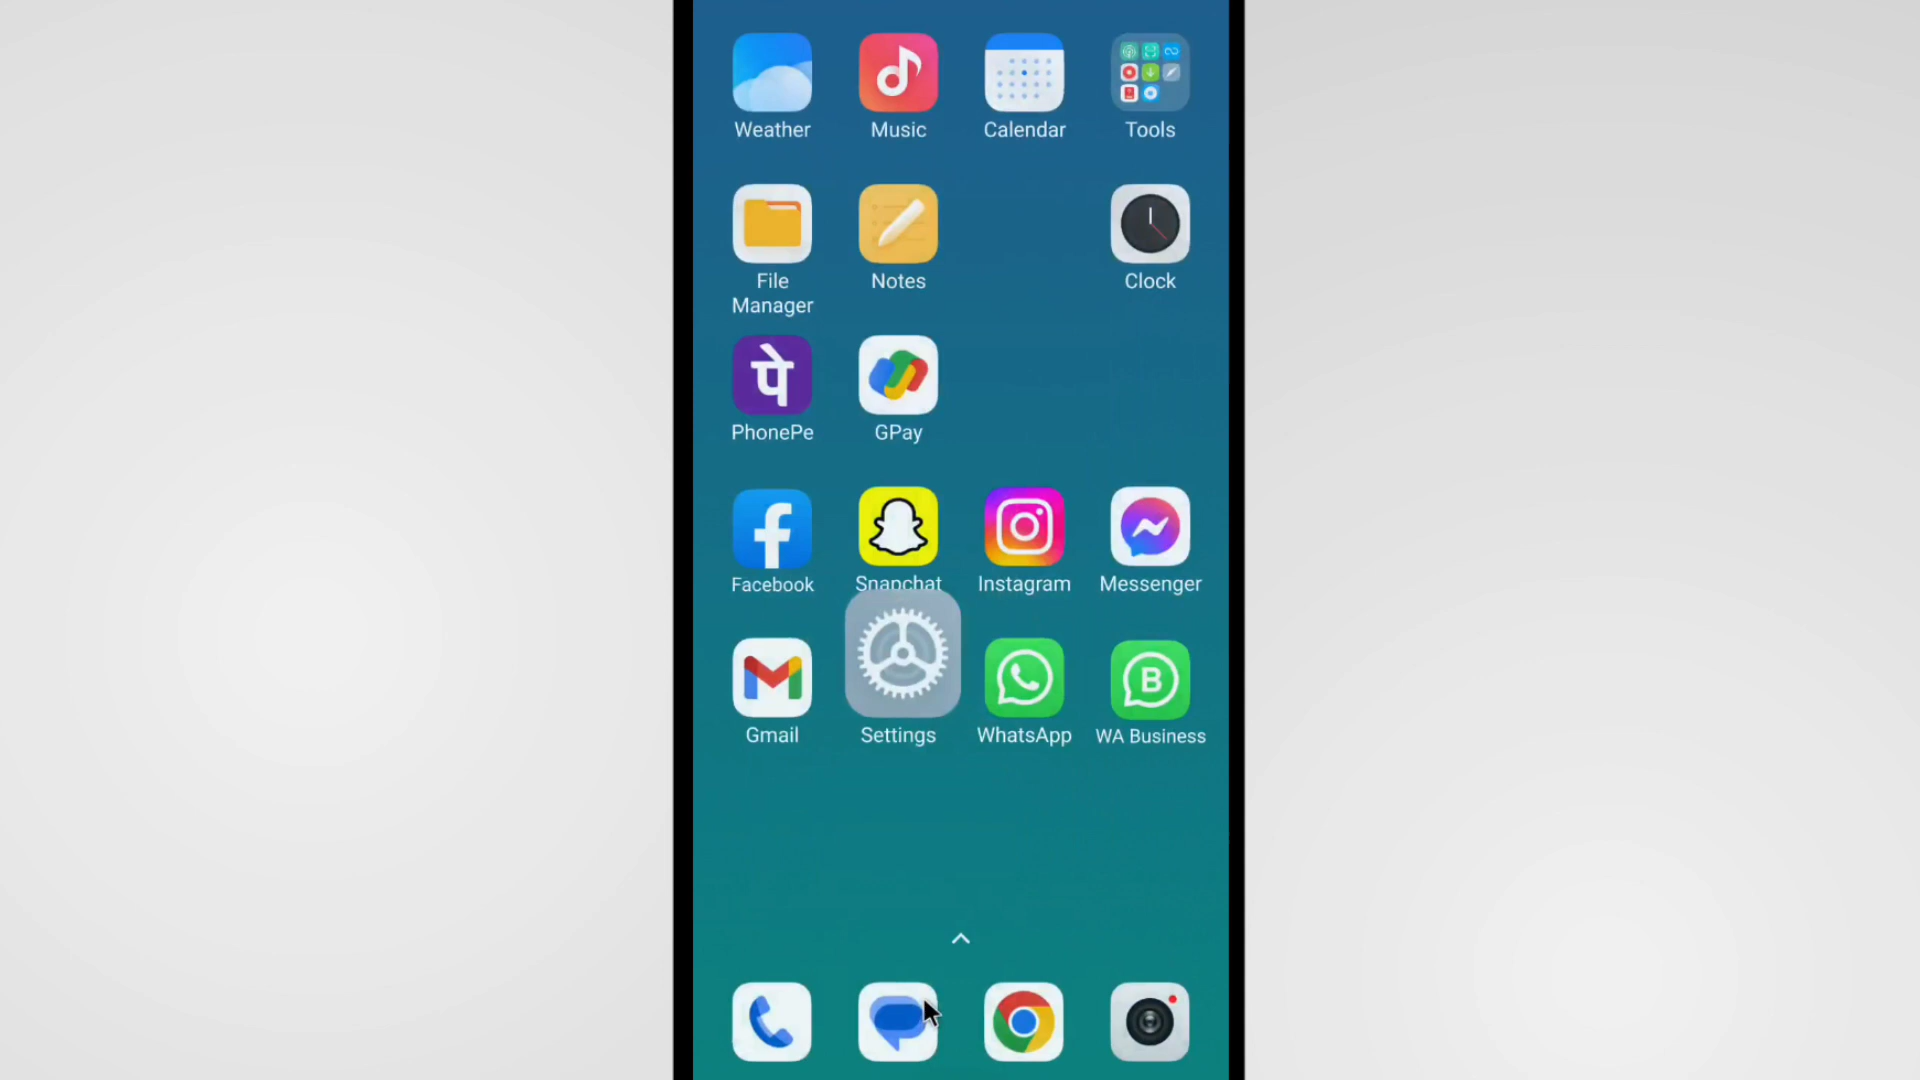 Weather
Music
Calendar
Tools
File
Manager
Notes
Clock
पे
PhonePe
GPay
Facebook
Snapchat
Instagram
Messenger
Gmail
Settings
WhatsApp
B
WA Business